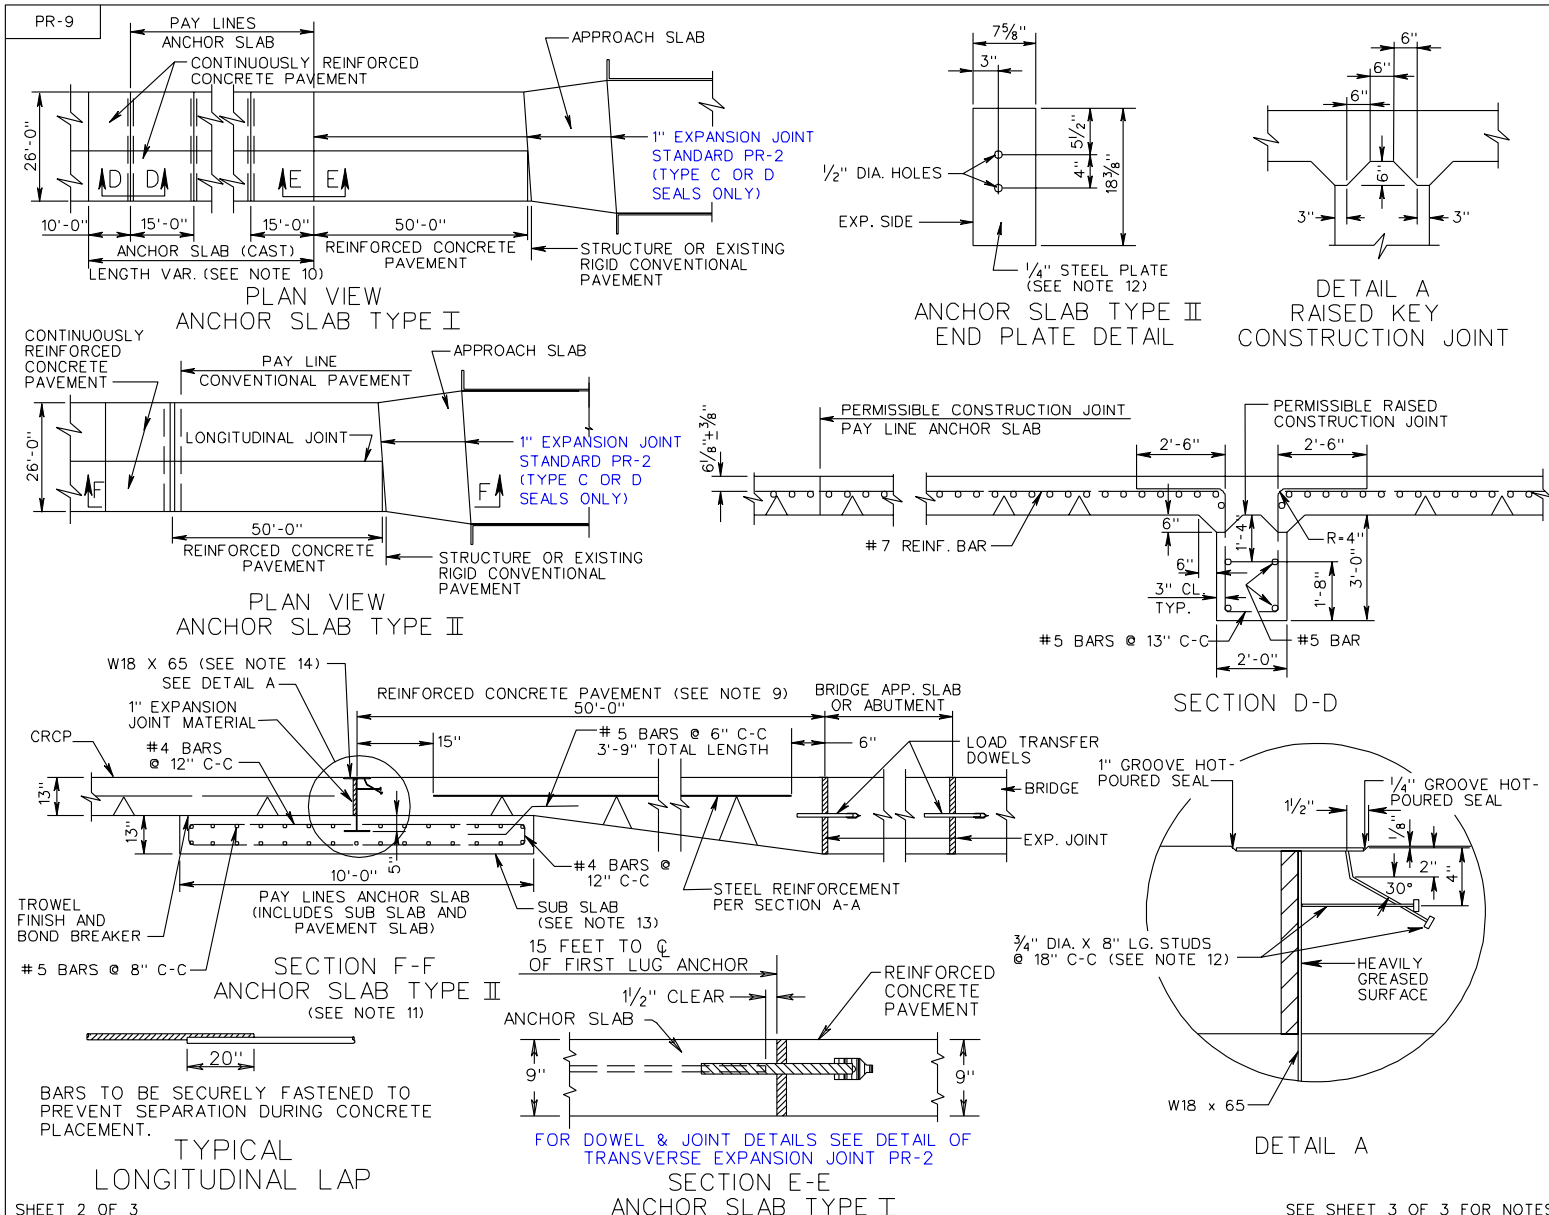 PR-9
PAY LINES
ANCHOR SLAB
CONTINUOUSLY REINFORCED
CONCRETE PAVEMENT
APPROACH SLAB
26'-0"
D D
E E
1" EXPANSION JOINT
STANDARD PR-2
(TYPE C OR D
SEALS ONLY)
10'-0"
15'-0"
15'-0"
50'-0"
ANCHOR SLAB (CAST)
LENGTH VAR. (SEE NOTE 10)
REINFORCED CONCRETE
PAVEMENT
STRUCTURE OR EXISTING
RIGID CONVENTIONAL
PAVEMENT
PLAN VIEW
ANCHOR SLAB TYPE I
7 5/8"
3"
5 1/2"
4"
18 3/8"
1/2" DIA. HOLES
EXP. SIDE
1/4" STEEL PLATE
(SEE NOTE 12)
ANCHOR SLAB TYPE II
END PLATE DETAIL
6"
6"
6"
6"
3"
3"
DETAIL A
RAISED KEY
CONSTRUCTION JOINT
CONTINUOUSLY
REINFORCED
CONCRETE
PAVEMENT
PAY LINE
CONVENTIONAL PAVEMENT
APPROACH SLAB
26'-0"
LONGITUDINAL JOINT
1" EXPANSION JOINT
STANDARD PR-2
(TYPE C OR D
SEALS ONLY)
F
F
50'-0"
REINFORCED CONCRETE
PAVEMENT
STRUCTURE OR EXISTING
RIGID CONVENTIONAL
PAVEMENT
PLAN VIEW
ANCHOR SLAB TYPE II
6 1/8"±3/8"
PERMISSIBLE CONSTRUCTION JOINT
PAY LINE ANCHOR SLAB
PERMISSIBLE RAISED
CONSTRUCTION JOINT
2'-6"
2'-6"
#7 REINF. BAR
6"
1'-4"
R=4"
6"
3" CL.
TYP.
1'-8"
3'-0"
#5 BARS @ 13" C-C
#5 BAR
2'-0"
SECTION D-D
W18 X 65 (SEE NOTE 14)
SEE DETAIL A
1" EXPANSION
JOINT MATERIAL
CRCP
#4 BARS
@ 12" C-C
REINFORCED CONCRETE PAVEMENT (SEE NOTE 9)
50'-0"
BRIDGE APP. SLAB
OR ABUTMENT
15"
#5 BARS @ 6" C-C
3'-9" TOTAL LENGTH
6"
LOAD TRANSFER
DOWELS
BRIDGE
13"
13"
5"
EXP. JOINT
#4 BARS @
12" C-C
10'-0"
PAY LINES ANCHOR SLAB
(INCLUDES SUB SLAB AND
PAVEMENT SLAB)
STEEL REINFORCEMENT
PER SECTION A-A
SUB SLAB
(SEE NOTE 13)
TROWEL
FINISH AND
BOND BREAKER
#5 BARS @ 8" C-C
SECTION F-F
ANCHOR SLAB TYPE II
(SEE NOTE 11)
1" GROOVE HOT-
POURED SEAL
1/4" GROOVE HOT-
POURED SEAL
1 1/2"
1/8"
2"
4"
30°
3/4" DIA. X 8" LG. STUDS
@ 18" C-C (SEE NOTE 12)
HEAVILY
GREASED
SURFACE
W18 x 65
DETAIL A
20"
BARS TO BE SECURELY FASTENED TO
PREVENT SEPARATION DURING CONCRETE
PLACEMENT.
TYPICAL
LONGITUDINAL LAP
15 FEET TO ℄
OF FIRST LUG ANCHOR
1 1/2" CLEAR
REINFORCED
CONCRETE
PAVEMENT
ANCHOR SLAB
9"
9"
FOR DOWEL & JOINT DETAILS SEE DETAIL OF
TRANSVERSE EXPANSION JOINT PR-2
SECTION E-E
ANCHOR SLAB TYPE I
SHEET 2 OF 3
SEE SHEET 3 OF 3 FOR NOTES